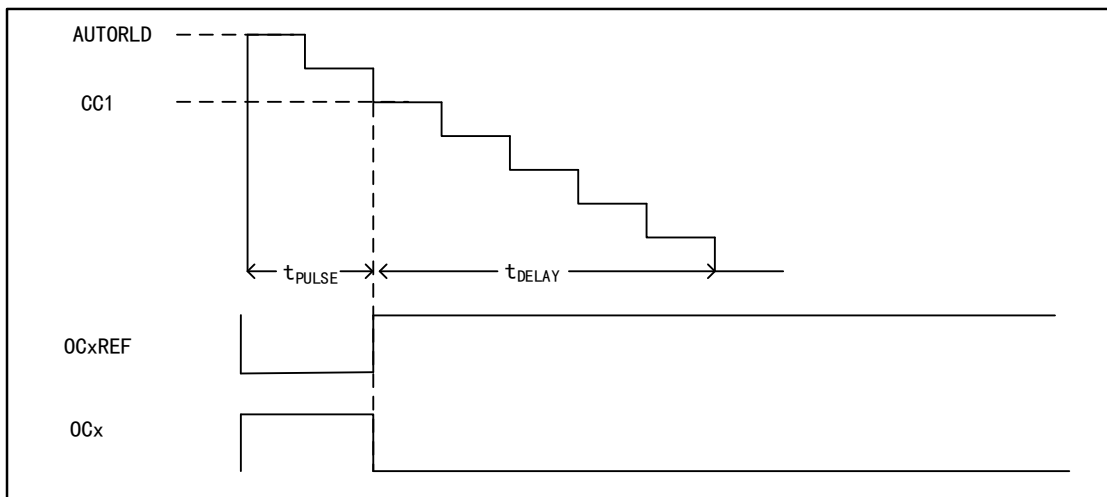 AUTORLD
CC1
tPULSE
tDELAY
OCxREF
OCx